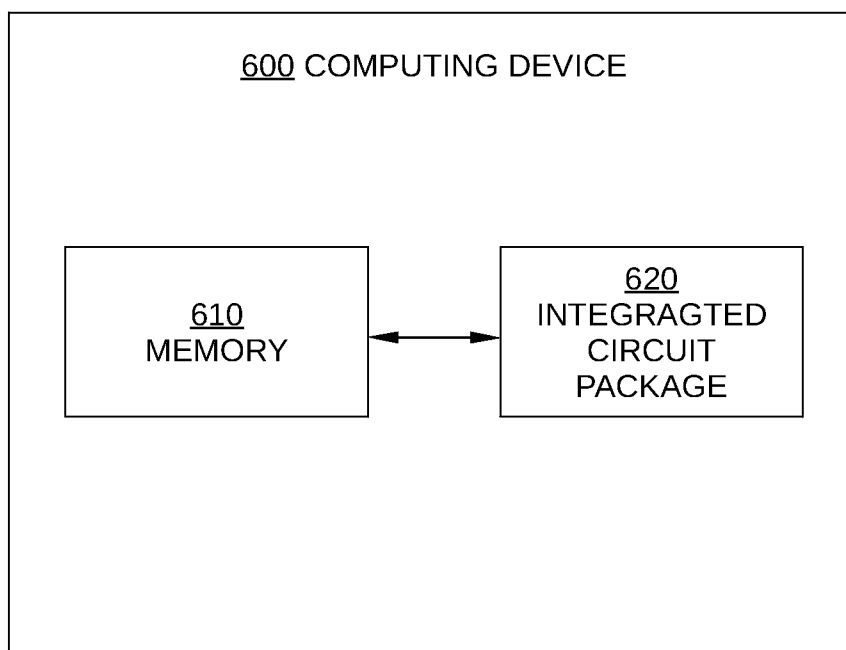 600 COMPUTING DEVICE
610
MEMORY
620
INTEGRAGTED
CIRCUIT
PACKAGE